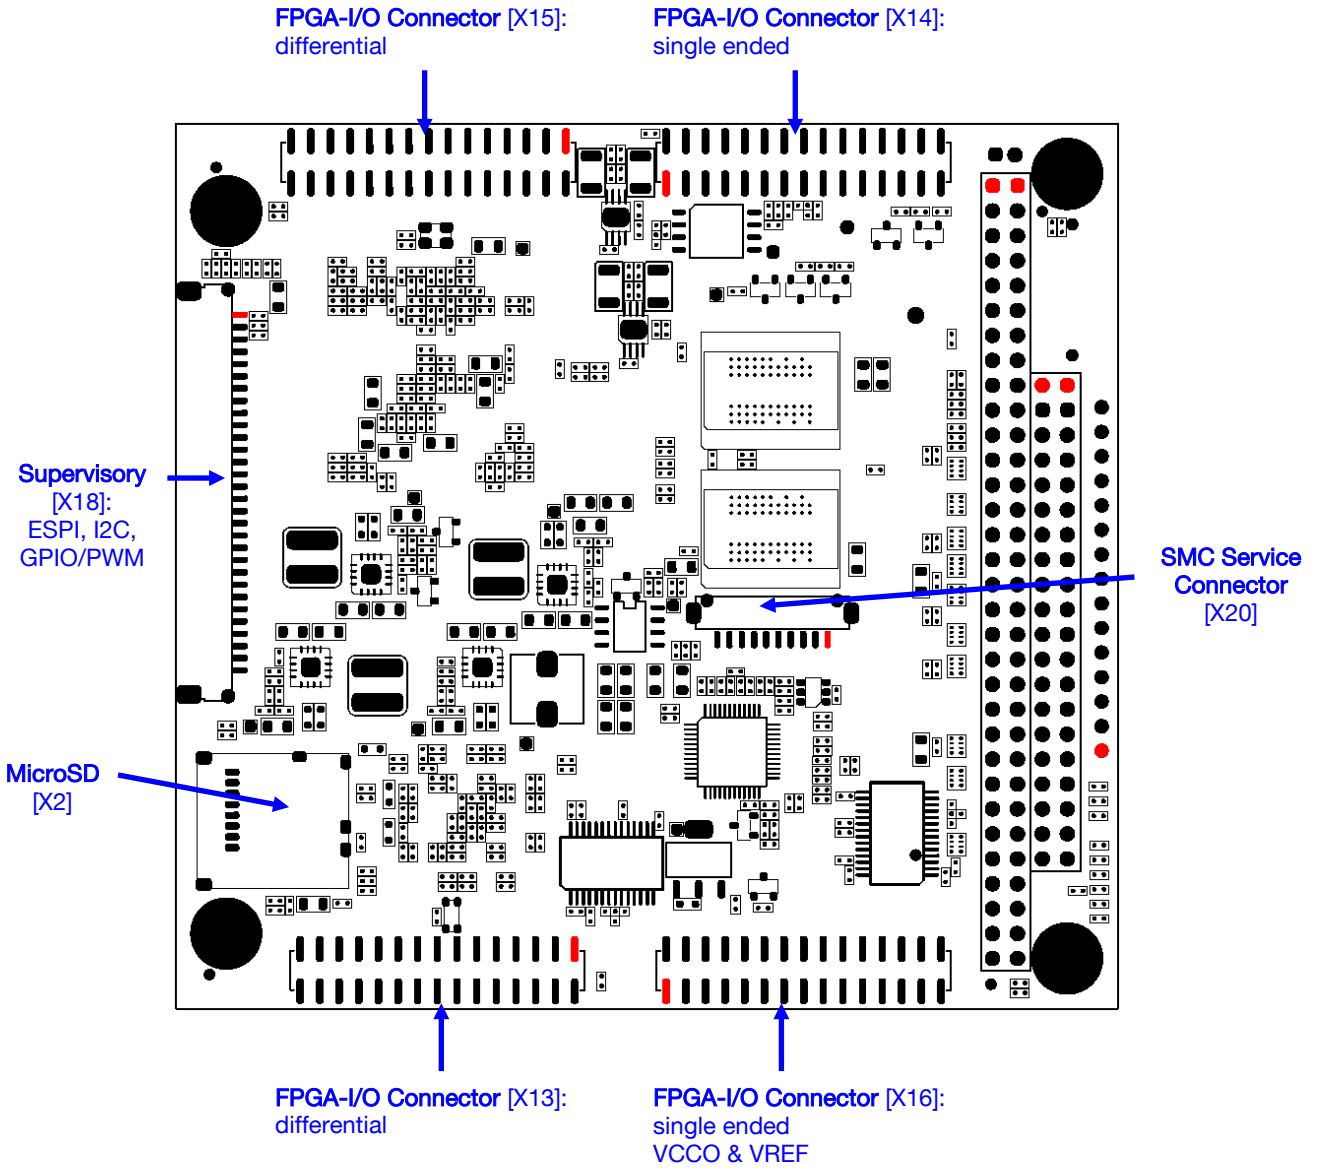 FPGA-I/O Connector [X15]:
differential
FPGA-I/O Connector [X14]:
single ended
Supervisory
[X18]:
ESPI, I2C,
GPIO/PWM
SMC Service
Connector
[X20]
MicroSD
[X2]
FPGA-I/O Connector [X13]:
differential
FPGA-I/O Connector [X16]:
single ended
VCCO & VREF